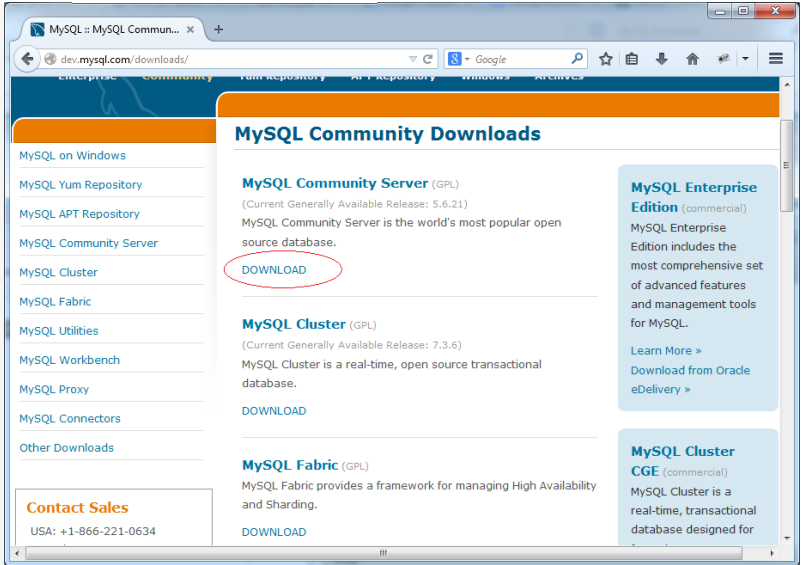 MySQL :: MySQL Commun... ×
+
dev.mysql.com/downloads/
8 Google
Enterprise Community Yum Repository APT Repository Windows Archives
MySQL on Windows
MySQL Yum Repository
MySQL APT Repository
MySQL Community Server
MySQL Cluster
MySQL Fabric
MySQL Utilities
MySQL Workbench
MySQL Proxy
MySQL Connectors
Other Downloads
Contact Sales
USA: +1-866-221-0634
MySQL Community Downloads
MySQL Community Server (GPL)
(Current Generally Available Release: 5.6.21)
MySQL Community Server is the world's most popular open
source database.
DOWNLOAD
MySQL Cluster (GPL)
(Current Generally Available Release: 7.3.6)
MySQL Cluster is a real-time, open source transactional
database.
DOWNLOAD
MySQL Fabric (GPL)
MySQL Fabric provides a framework for managing High Availability
and Sharding.
DOWNLOAD
MySQL Enterprise
Edition (commercial)
MySQL Enterprise
Edition includes the
most comprehensive set
of advanced features
and management tools
for MySQL.
Learn More »
Download from Oracle
eDelivery »
MySQL Cluster
CGE (commercial)
MySQL Cluster is a
real-time, transactional
database designed for